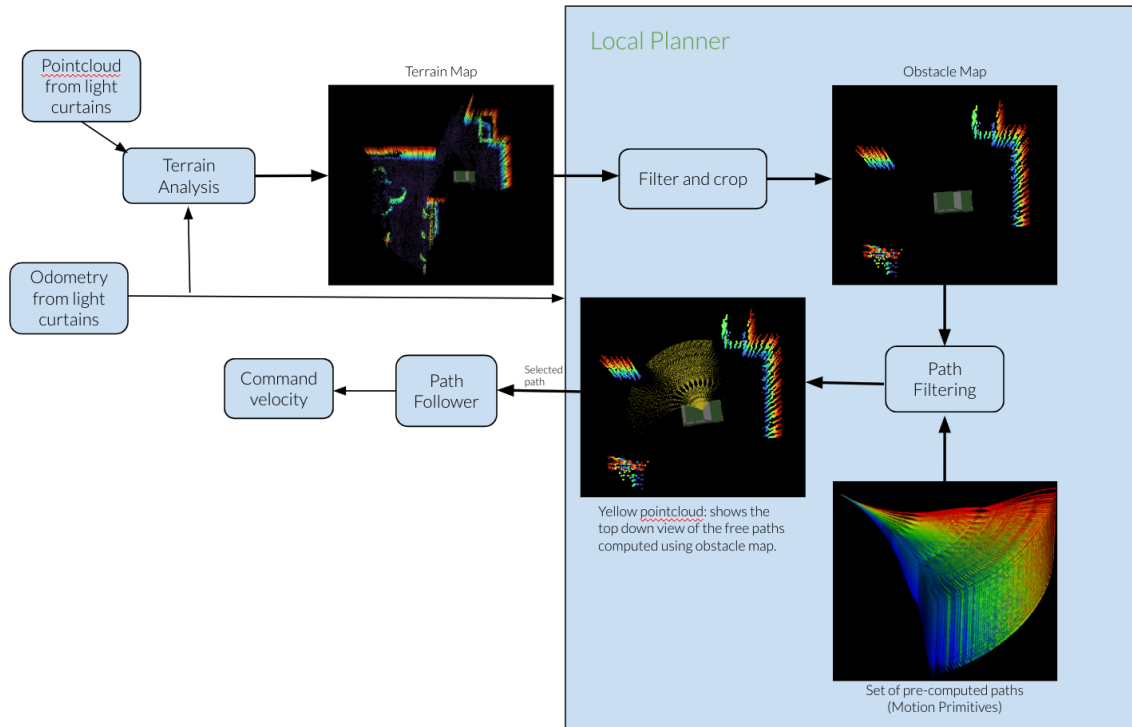 Local Planner
Pointcloud
from light
curtains
Terrain Map
Obstacle Map
Terrain
Analysis
Filter and crop
Odometry
from light
curtains
Command
velocity
Path
Follower
Selected
path
Path
Filtering
Yellow pointcloud: shows the
top down view of the free paths
computed using obstacle map.
Set of pre-computed paths
(Motion Primitives)